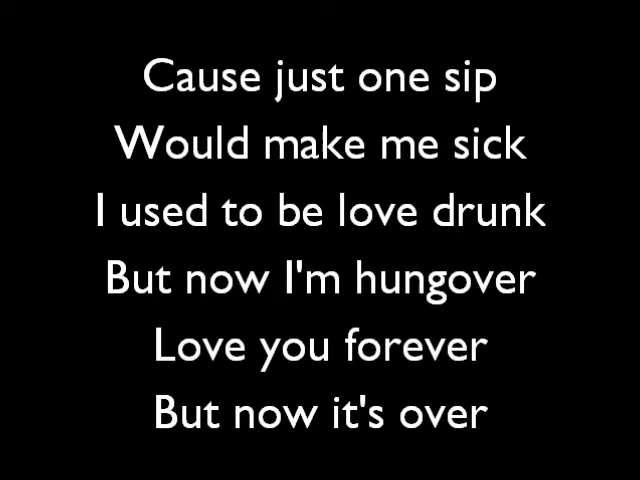 Cause just one sip
Would make me sick
I used to be love drunk
But now I'm hungover
Love you forever
But now it's over